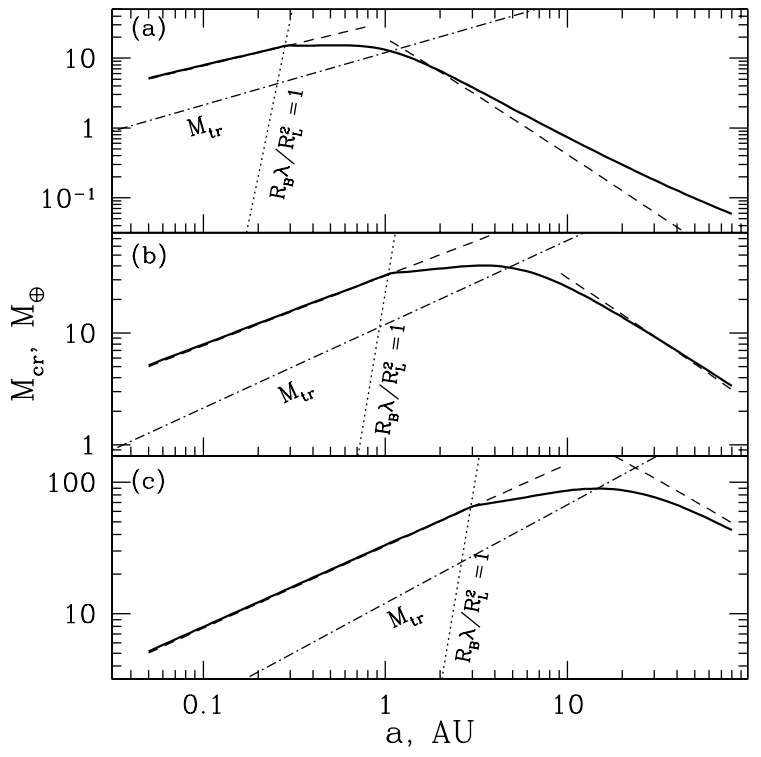 (a)
10
1
10⁻¹
M_tr
R_Bλ/R_L² = 1
(b)
10
1
M_tr
R_Bλ/R_L² = 1
M_cr, M_⊕
(c)
100
10
M_tr
R_Bλ/R_L² = 1
0.1 1 10
a, AU